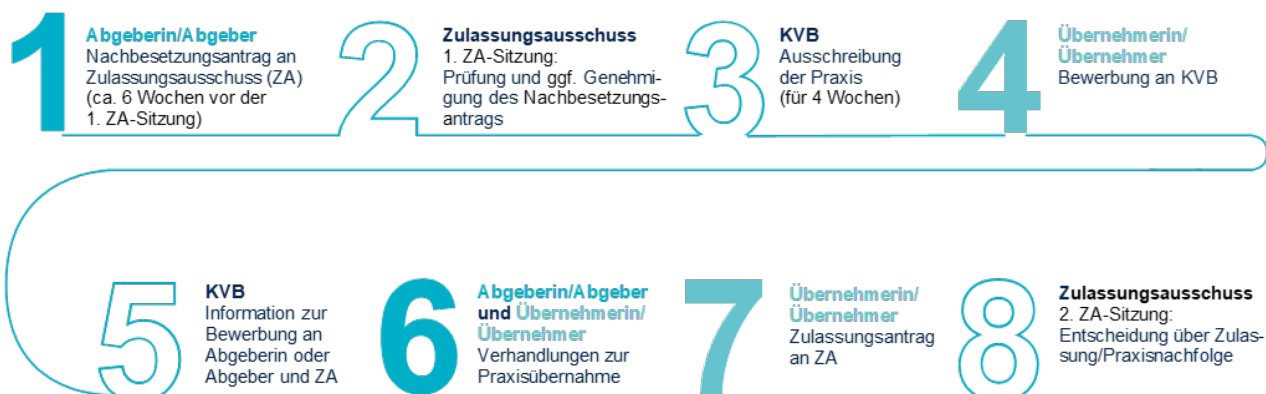 1
Abgeberin/Abgeber
Nachbesetzungsantrag an
Zulassungsausschuss (ZA)
(ca. 6 Wochen vor der
1. ZA-Sitzung)
2
Zulassungsausschuss
1. ZA-Sitzung:
Prüfung und ggf. Genehmi-
gung des Nachbesetzungs-
antrags
3
KVB
Ausschreibung
der Praxis
(für 4 Wochen)
4
Übernehmerin/
Übernehmer
Bewerbung an KVB
5
KVB
Information zur
Bewerbung an
Abgeberin oder
Abgeber und ZA
6
Abgeberin/Abgeber
und Übernehmerin/
Übernehmer
Verhandlungen zur
Praxisübernahme
7
Übernehmerin/
Übernehmer
Zulassungsantrag
an ZA
8
Zulassungsausschuss
2. ZA-Sitzung:
Entscheidung über Zulas-
sung/Praxisnachfolge